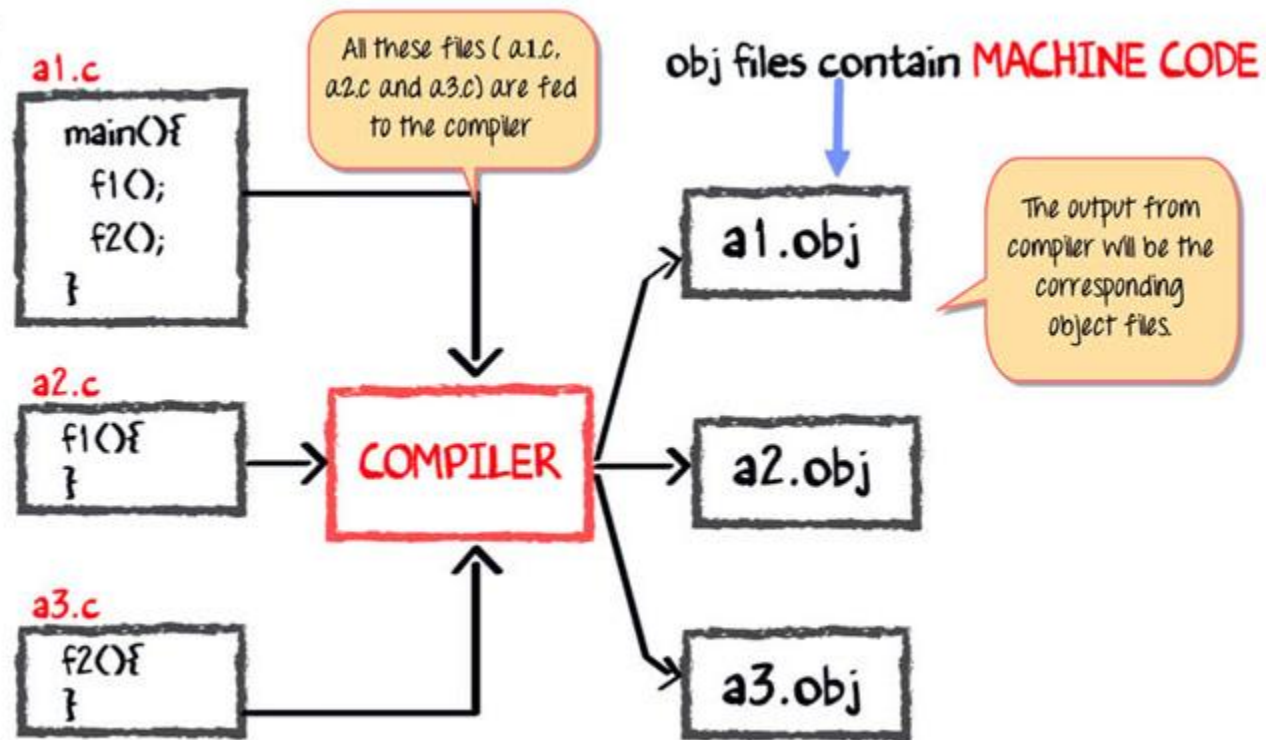 a1.c
main(){
f1();
f2();
}
All these files ( a1.c,
a2.c and a3.c) are fed
to the compiler
obj files contain MACHINE CODE
a1.obj
The output from
compiler will be the
corresponding
object files.
a2.c
f1(){
}
COMPILER
a2.obj
a3.c
f2(){
}
a3.obj